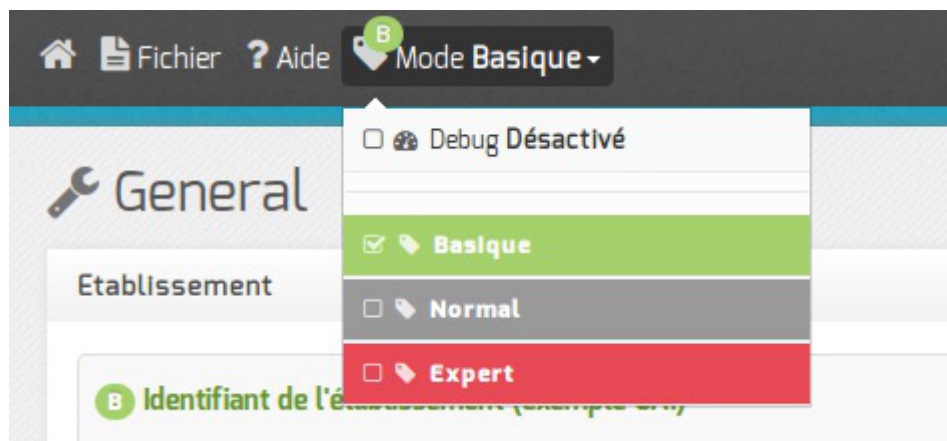 Fichier ? Aide B Mode Basique
Debug Désactivé
General
Basique
Etablissement
Normal
Expert
B Identifiant de l'é